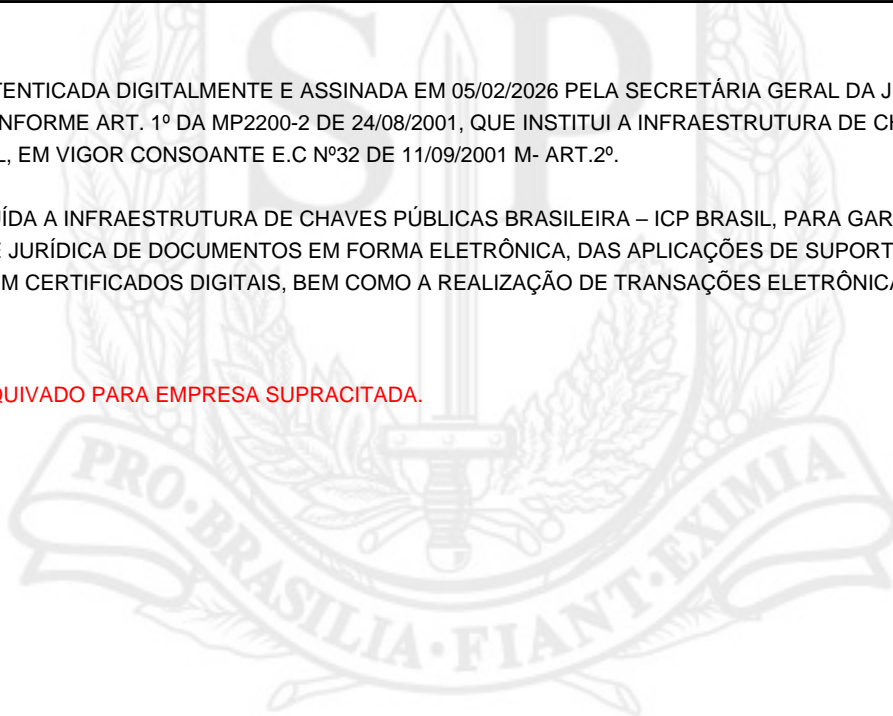 TENTICADA DIGITALMENTE E ASSINADA EM 05/02/2026 PELA SECRETÁRIA GERAL DA J
NFORME ART. 1º DA MP2200-2 DE 24/08/2001, QUE INSTITUI A INFRAESTRUTURA DE CH
L, EM VIGOR CONSOANTE E.C Nº32 DE 11/09/2001 M- ART.2º.
UÍDA A INFRAESTRUTURA DE CHAVES PÚBLICAS BRASILEIRA – ICP BRASIL, PARA GAR
E JURÍDICA DE DOCUMENTOS EM FORMA ELETRÔNICA, DAS APLICAÇÕES DE SUPORT
M CERTIFICADOS DIGITAIS, BEM COMO A REALIZAÇÃO DE TRANSAÇÕES ELETRÔNICA
QUIVADO PARA EMPRESA SUPRACITADA.
SP
PRO·BRASILIA·FIANT·EXIMIA